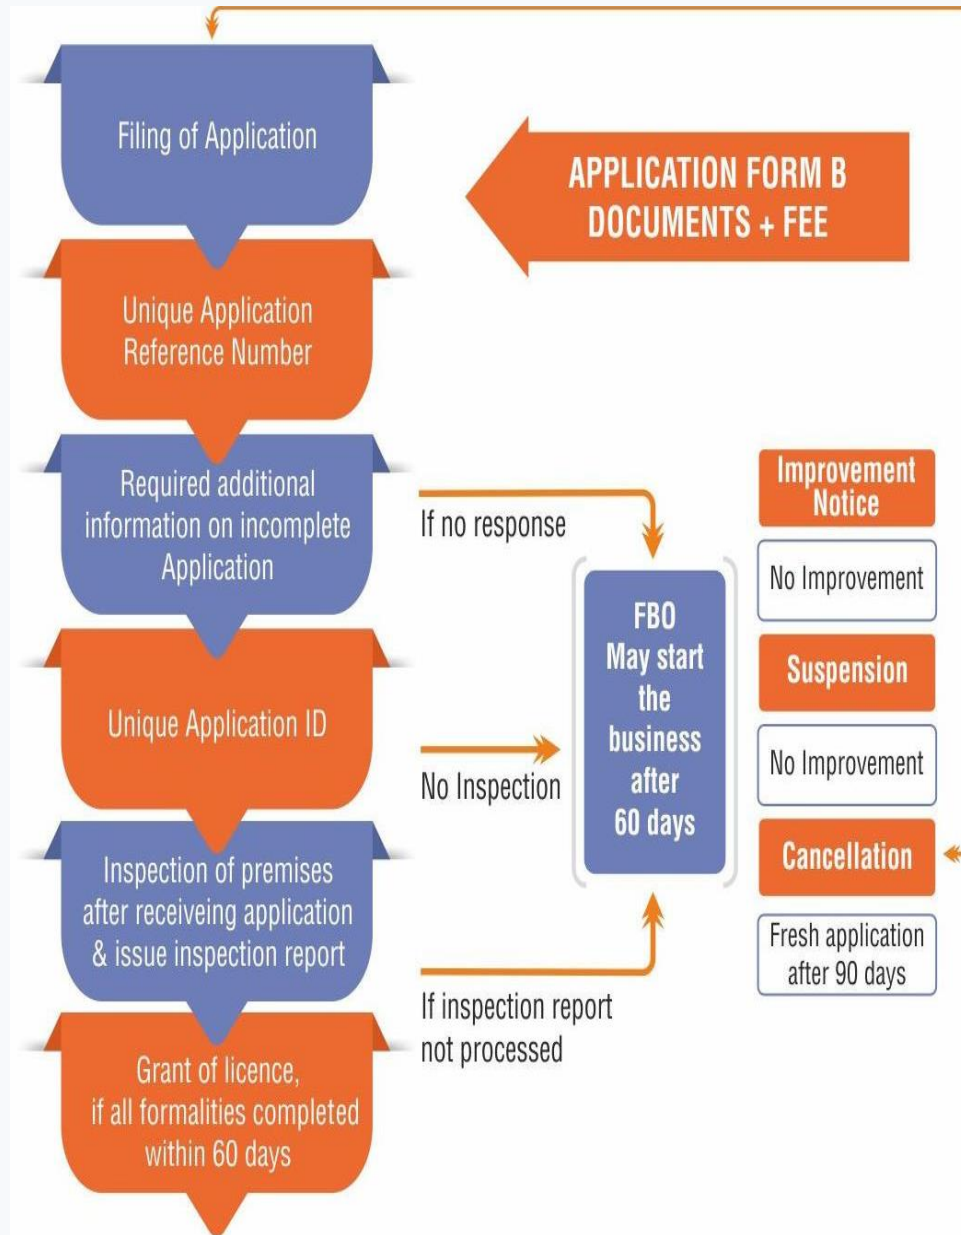 Filing of Application
APPLICATION FORM B
DOCUMENTS + FEE
Unique Application
Reference Number
Required additional
information on incomplete
Application
If no response
Unique Application ID
No Inspection
Inspection of premises
after receiveing application
& issue inspection report
If inspection report
not processed
Grant of licence,
if all formalities completed
within 60 days
FBO
May start
the
business
after
60 days
Improvement
Notice
No Improvement
Suspension
No Improvement
Cancellation
Fresh application
after 90 days